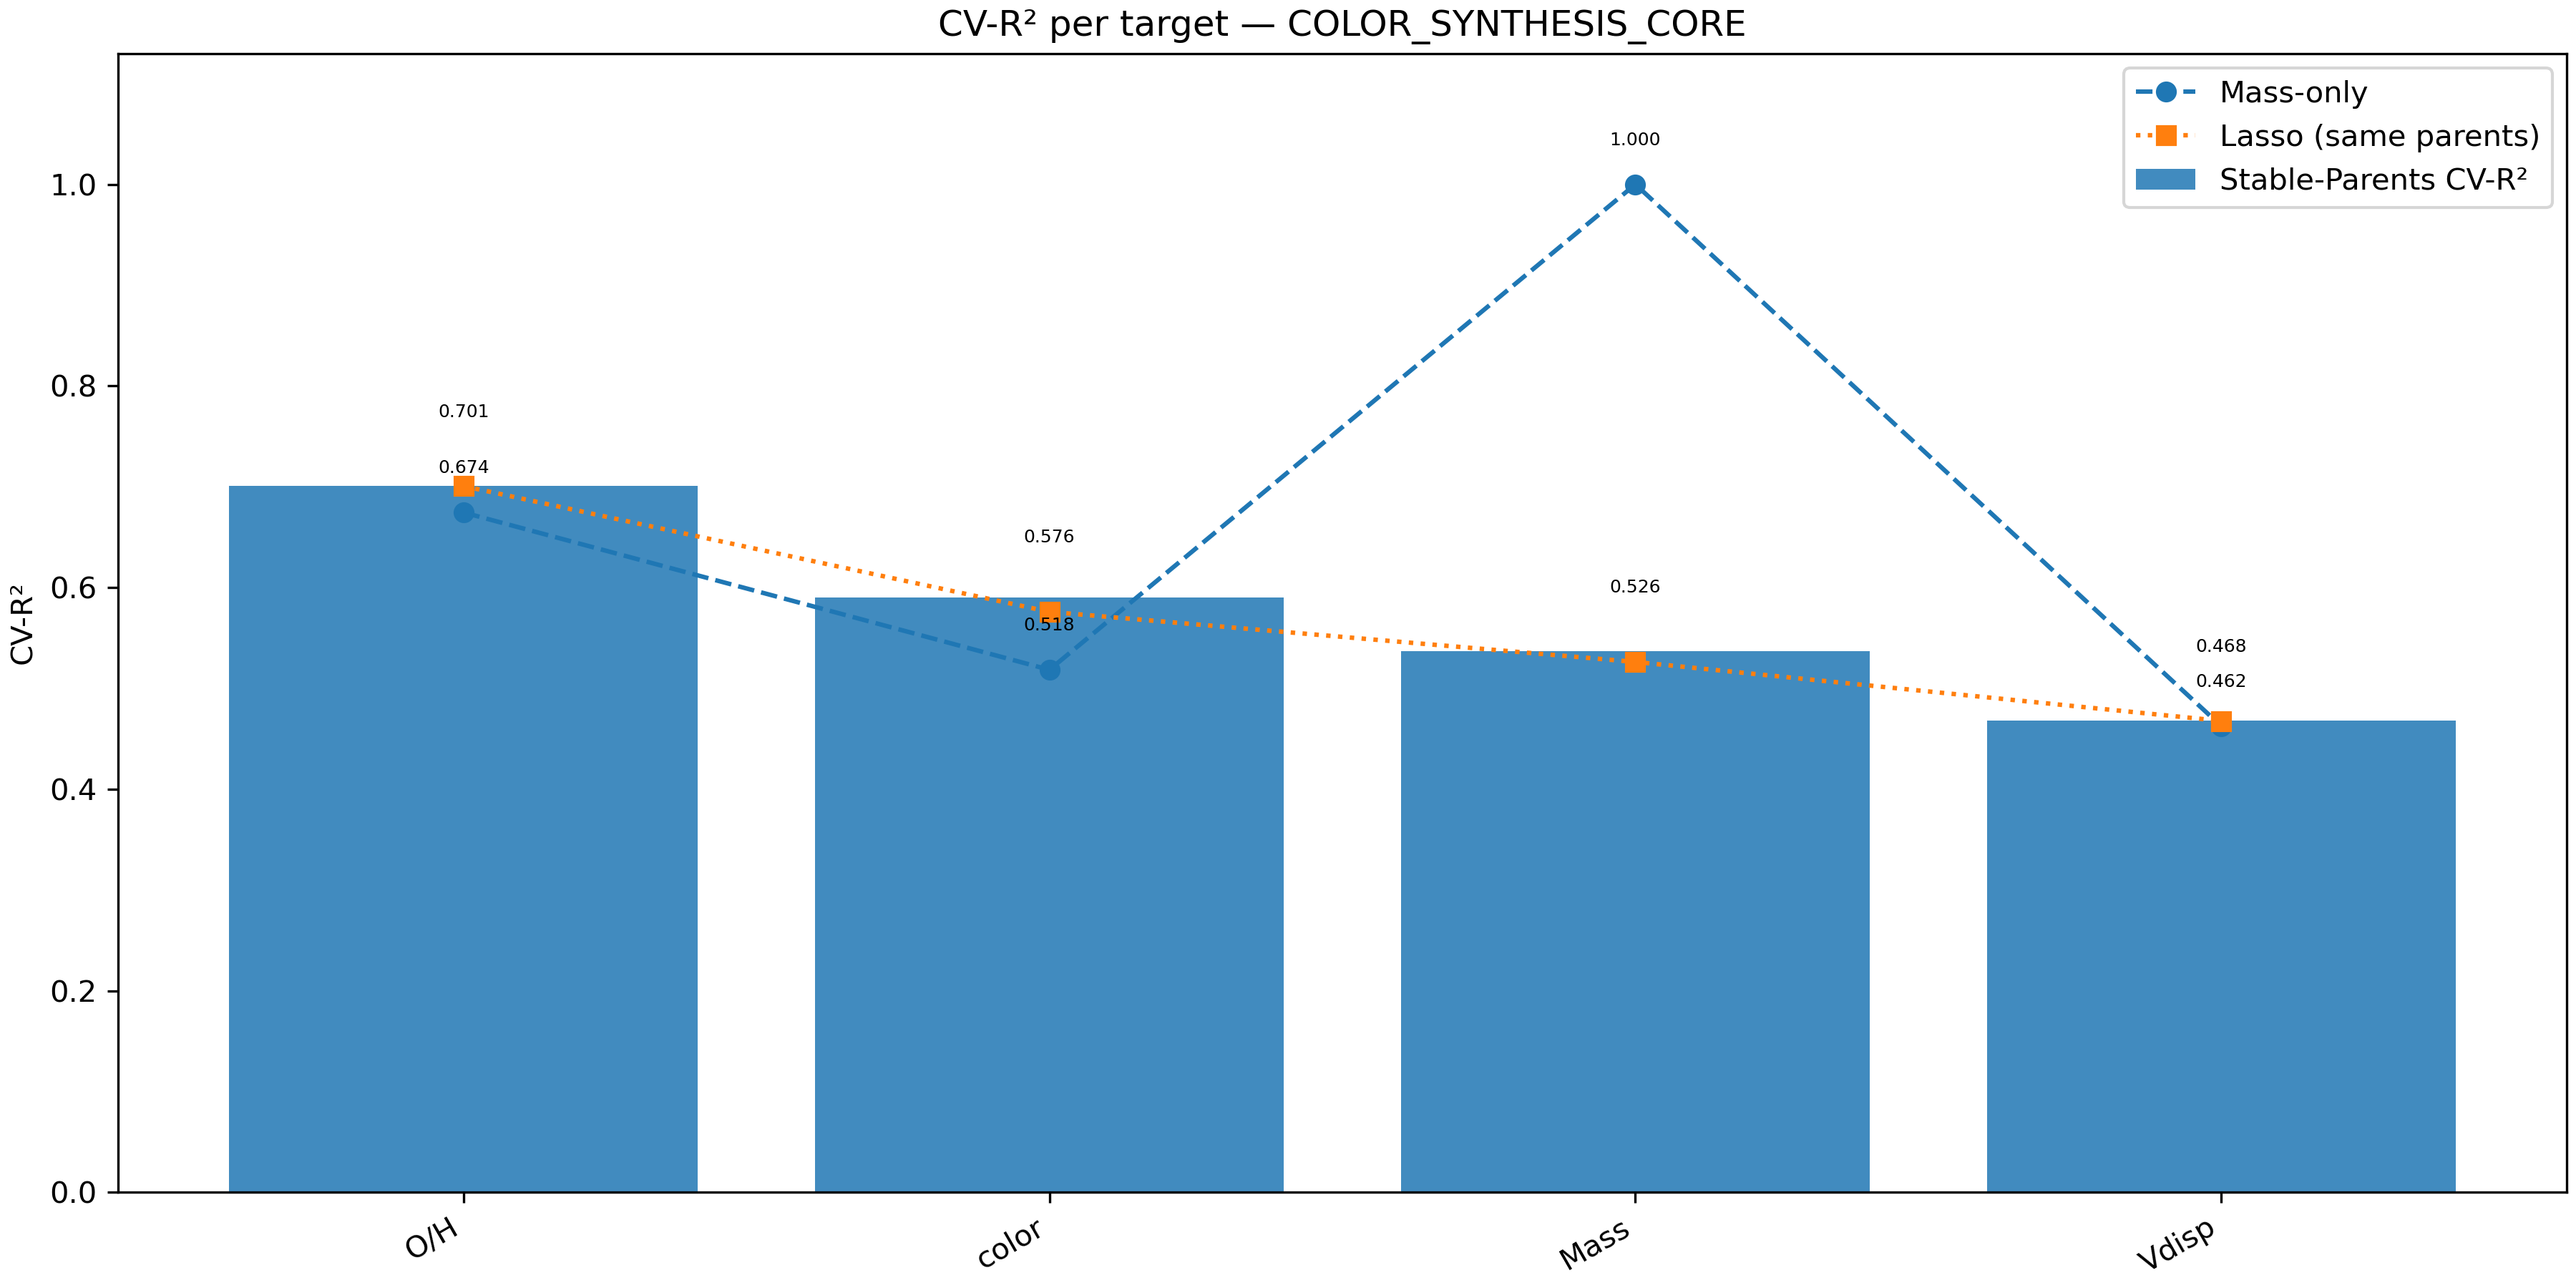 CV-R² per target — COLOR_SYNTHESIS_CORE
Mass-only
Lasso (same parents)
Stable-Parents CV-R²
CV-R²
1.0
0.8
0.6
0.4
0.2
0.0
0.701
0.674
0.576
0.518
1.000
0.526
0.468
0.462
O/H
color
Mass
Vdisp